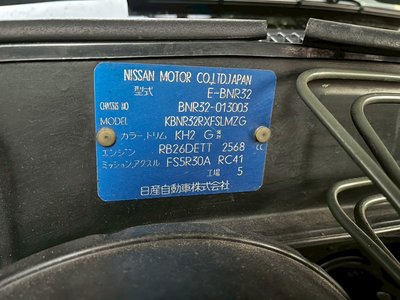 NISSAN MOTOR CO.,LTD.JAPAN
型式 E-BNR32
CHASSIS NO BNR32-013003
MODEL KBNR32RXFSLMZG
カラー,トリム KH2 G
エンジン RB26DETT 2568 cc
ミッション,アクスル FS5R30A RC41
工場 5
日産自動車株式会社